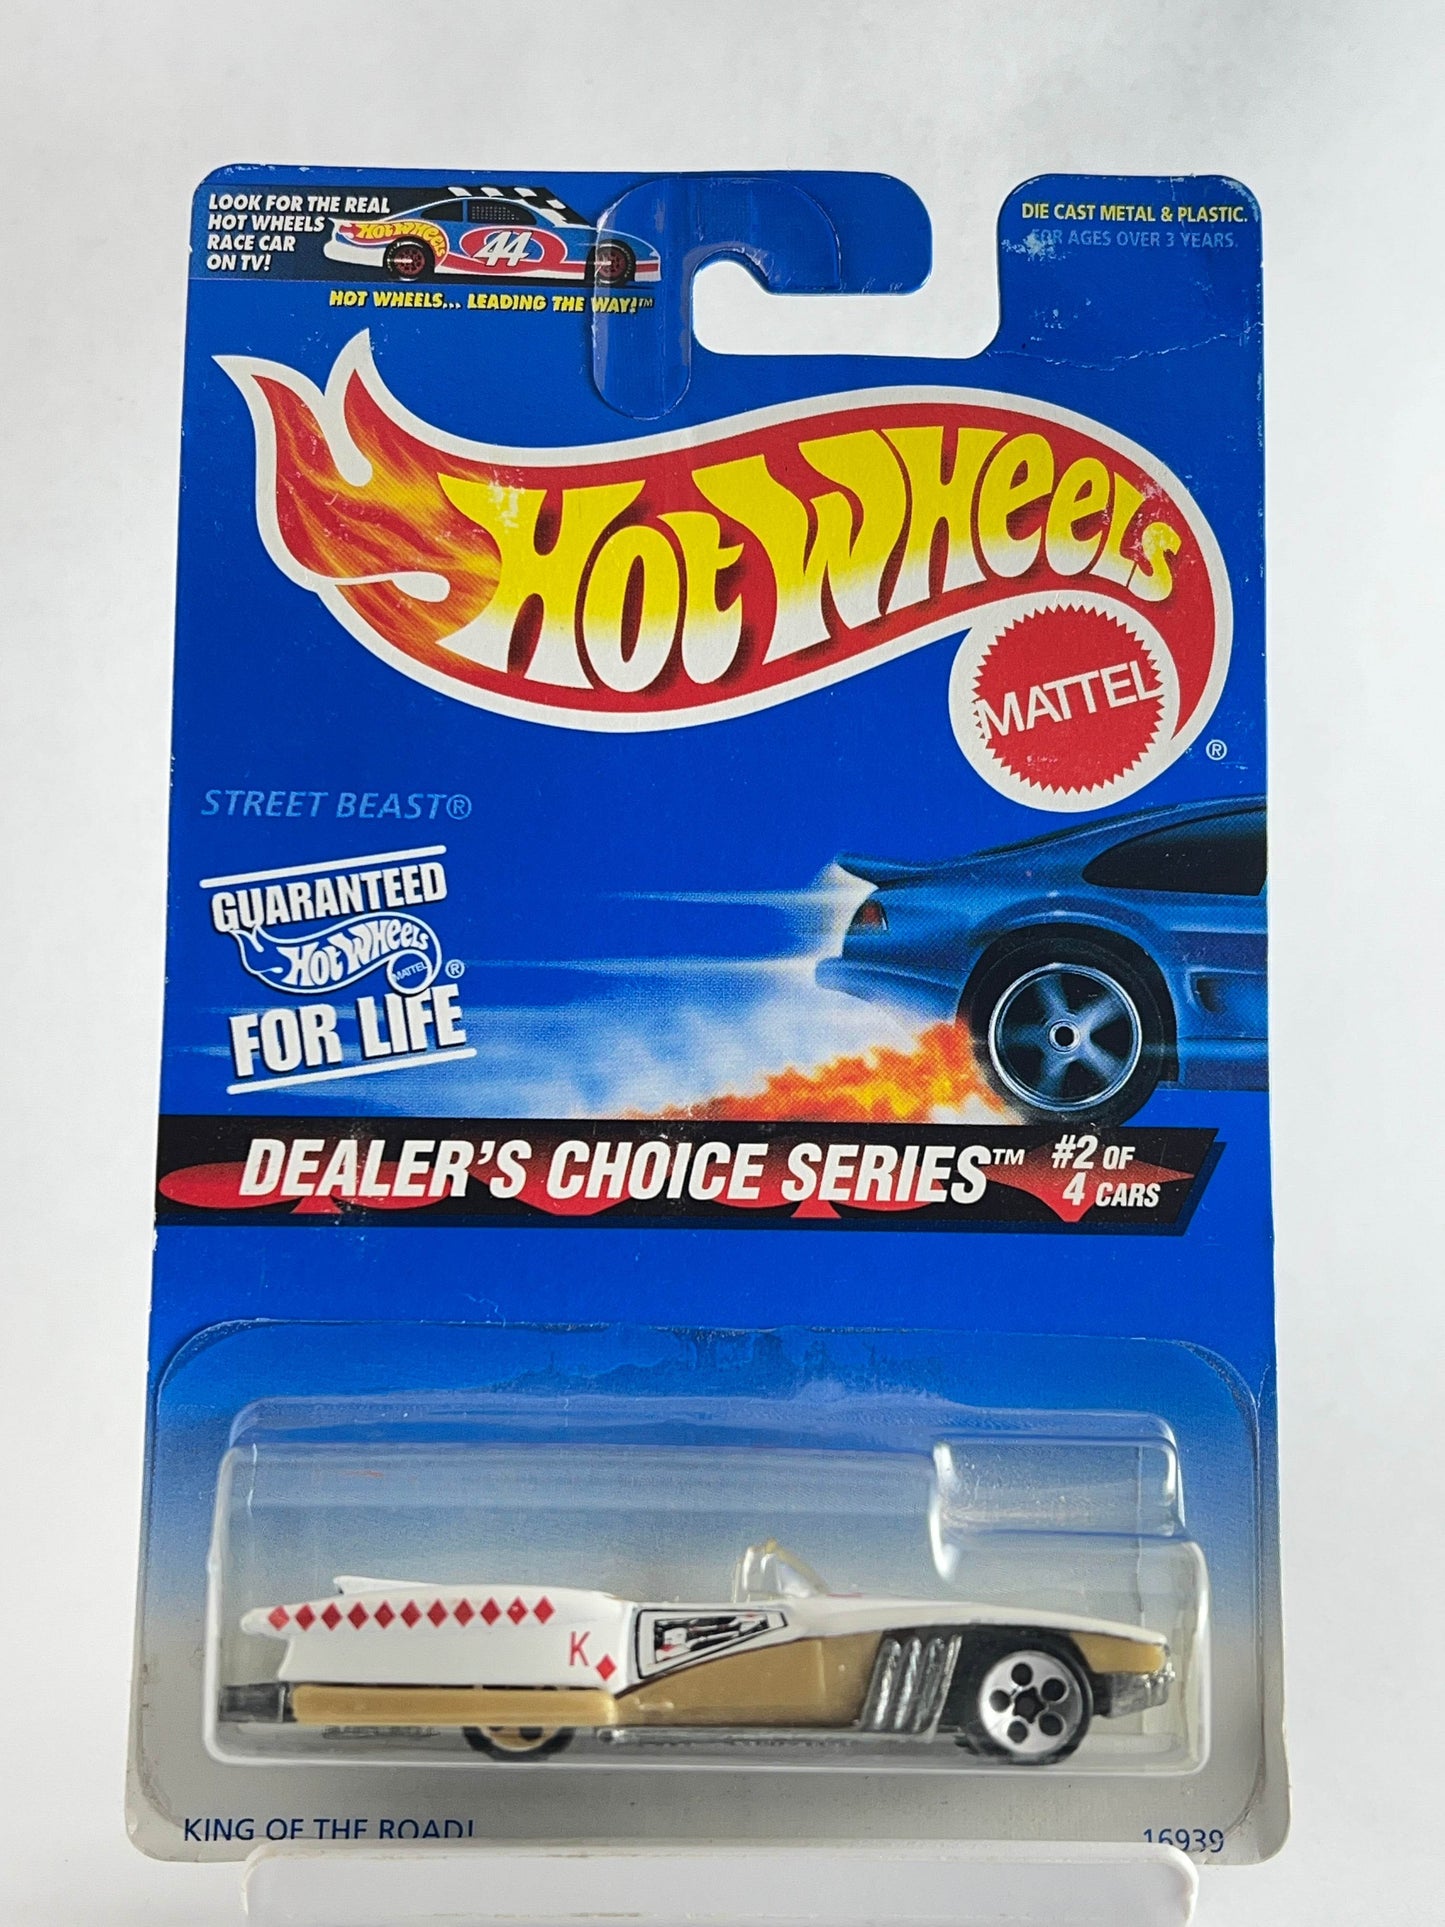 LOOK FOR THE REAL
HOT WHEELS
RACE CAR
ON TV!
HOT WHEELS
44
HOT WHEELS... LEADING THE WAY!™
DIE CAST METAL & PLASTIC.
FOR AGES OVER 3 YEARS.
HOT WHEELS
MATTEL
®
STREET BEAST®
GUARANTEED
HOT WHEELS
MATTEL ®
FOR LIFE
DEALER'S CHOICE SERIES™ #2 OF
4 CARS
K
KING OF THE ROAD!
16939